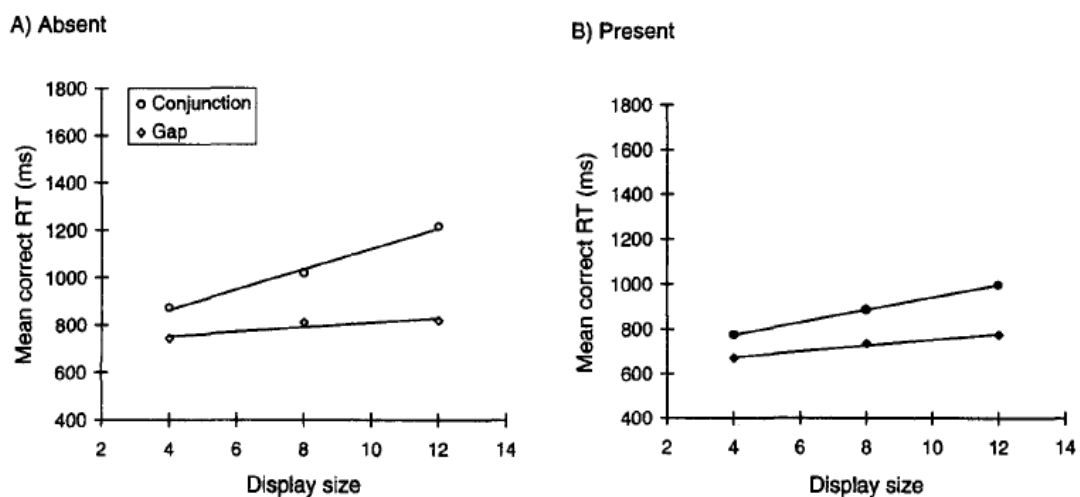 A) Absent
1800
1600
1400
1200
1000
800
600
400
Mean correct RT (ms)
Conjunction
Gap
2 4 6 8 10 12 14
Display size
B) Present
1800
1600
1400
1200
1000
800
600
400
Mean correct RT (ms)
2 4 6 8 10 12 14
Display size